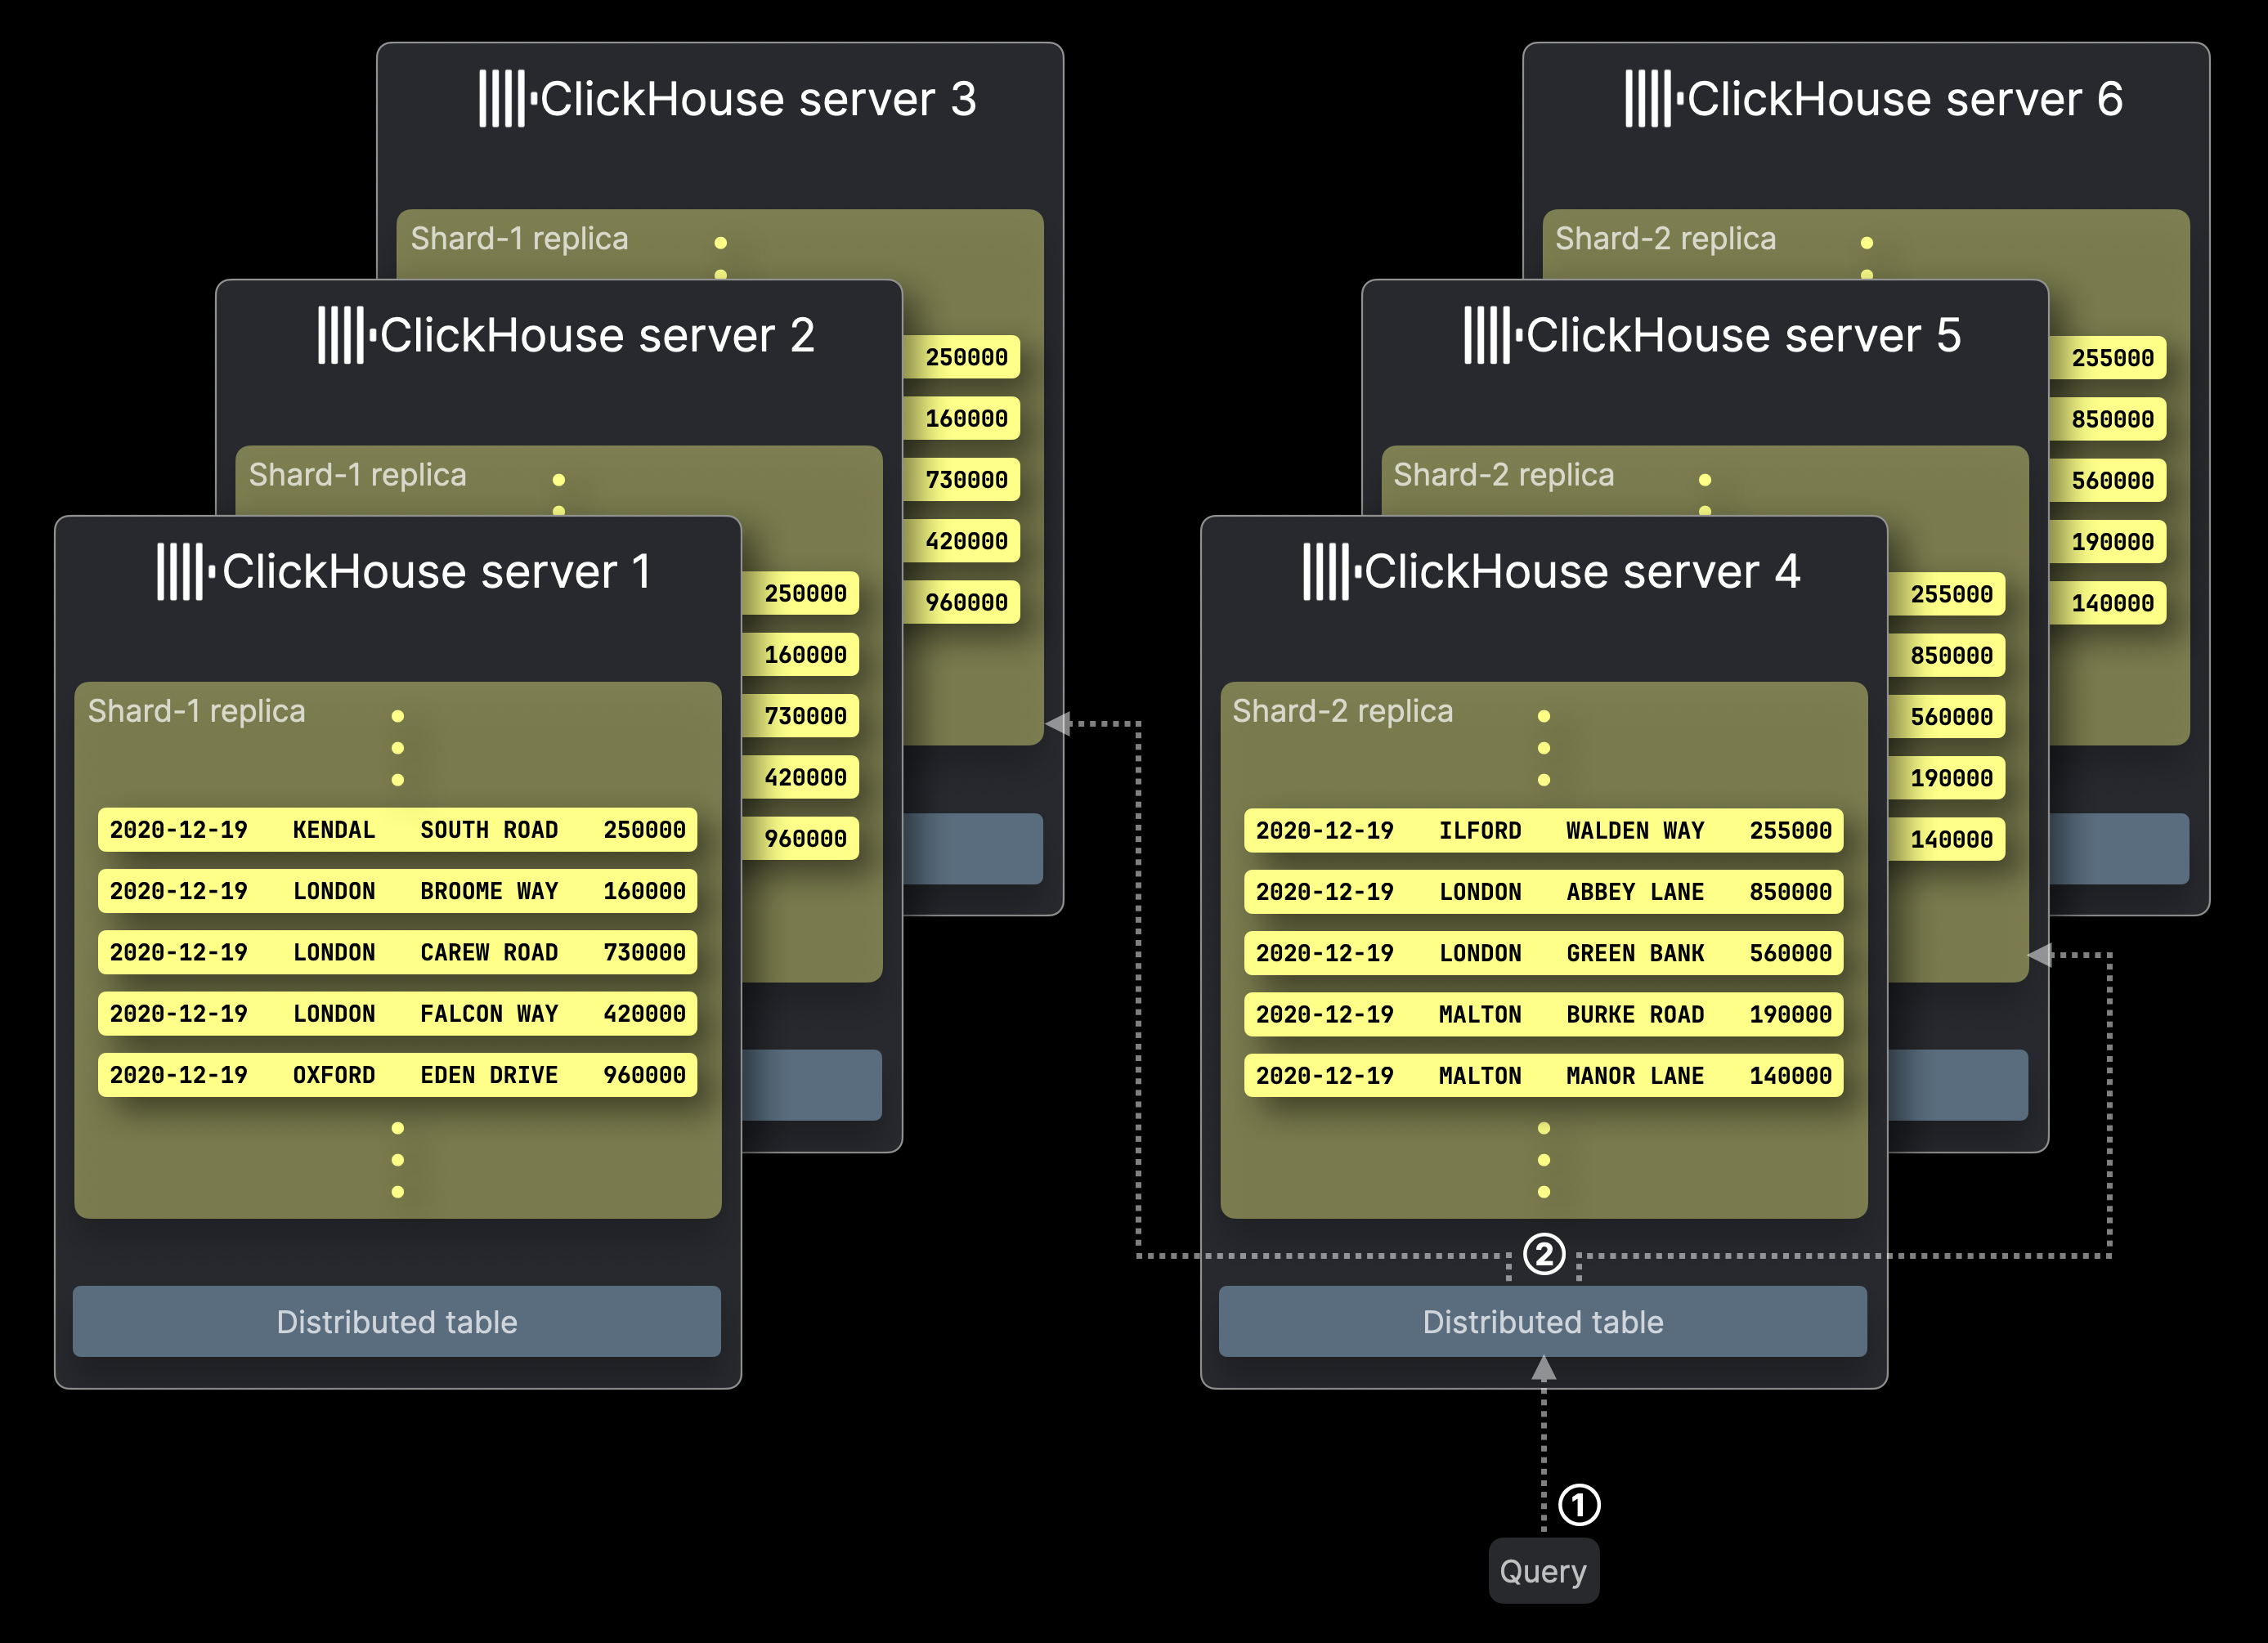 ClickHouse server 3
Shard-1 replica
250000
160000
730000
420000
960000
ClickHouse server 2
Shard-1 replica
250000
160000
730000
420000
960000
ClickHouse server 1
Shard-1 replica
2020-12-19 KENDAL SOUTH ROAD 250000
2020-12-19 LONDON BROOME WAY 160000
2020-12-19 LONDON CAREW ROAD 730000
2020-12-19 LONDON FALCON WAY 420000
2020-12-19 OXFORD EDEN DRIVE 960000
Distributed table
ClickHouse server 6
Shard-2 replica
255000
850000
560000
190000
140000
ClickHouse server 5
Shard-2 replica
255000
850000
560000
190000
140000
ClickHouse server 4
Shard-2 replica
2020-12-19 ILFORD WALDEN WAY 255000
2020-12-19 LONDON ABBEY LANE 850000
2020-12-19 LONDON GREEN BANK 560000
2020-12-19 MALTON BURKE ROAD 190000
2020-12-19 MALTON MANOR LANE 140000
②
Distributed table
①
Query